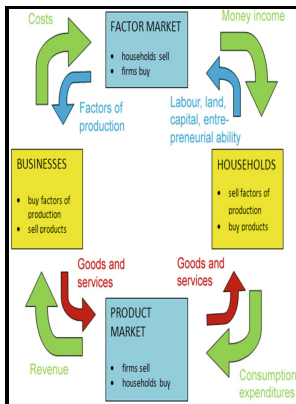 Costs
FACTOR MARKET
• households sell
• firms buy
Money income
Factors of
production
Labour, land,
capital, entre-
preneurial ability
BUSINESSES
• buy factors of
production
• sell products
HOUSEHOLDS
• sell factors of
production
• buy products
Goods and
services
Goods and
services
PRODUCT
MARKET
• firms sell
• households buy
Revenue
Consumption
expenditures